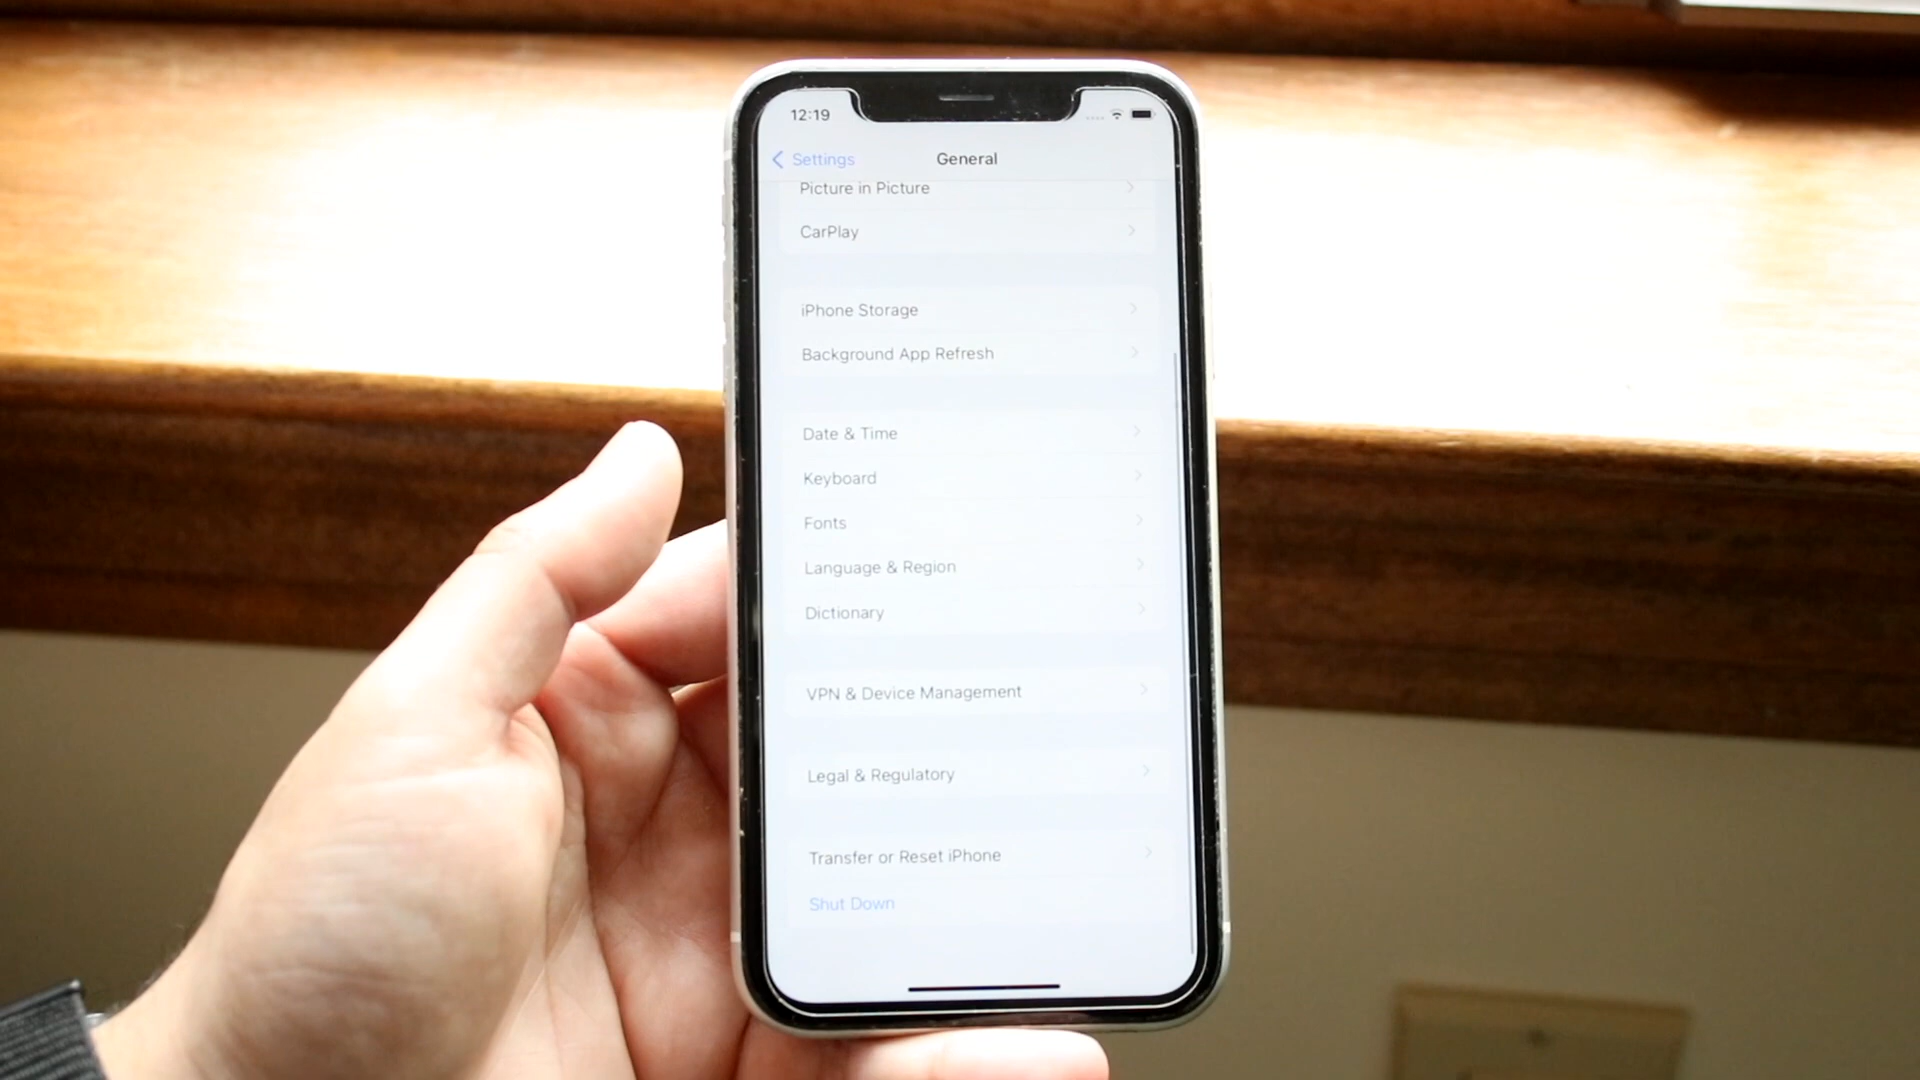 12:19
Settings
General
Picture in Picture
CarPlay
iPhone Storage
Background App Refresh
Date & Time
Keyboard
Fonts
Language & Region
Dictionary
VPN & Device Management
Legal & Regulatory
Transfer or Reset iPhone
Shut Down